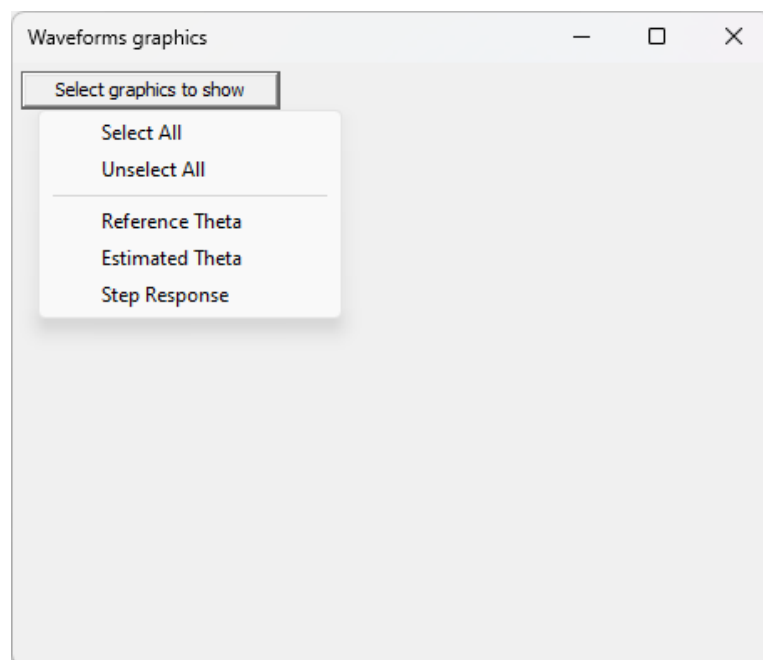 Waveforms graphics
Select graphics to show
Select All
Unselect All
Reference Theta
Estimated Theta
Step Response